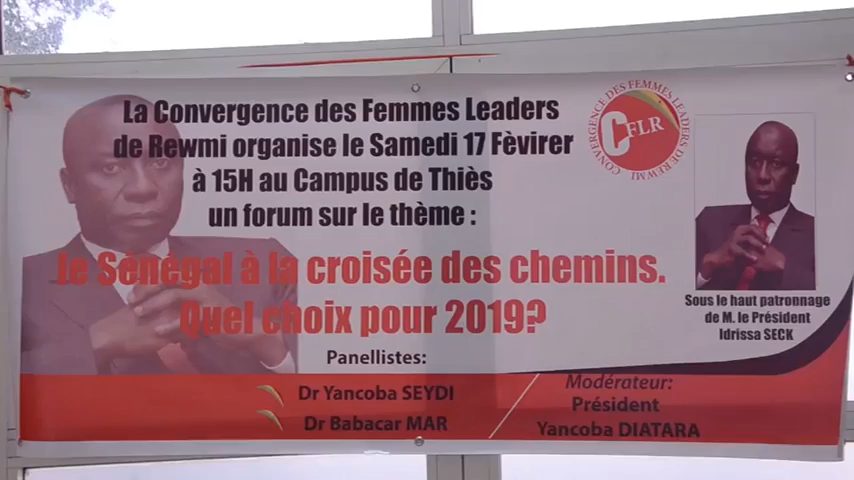 La Convergence des Femmes Leaders
de Rewmi organise le Samedi 17 Fèvirer
à 15H au Campus de Thiès
un forum sur le thème :
le Sénégal à la croisée des chemins.
Quel choix pour 2019?
CONVERGENCE DES FEMMES LEADERS DE REWMI
CFLR
Sous le haut patronnage
de M. le Président
Idrissa SECK
Panellistes:
Dr Yancoba SEYDI
Dr Babacar MAR
Modérateur:
Président
Yancoba DIATARA